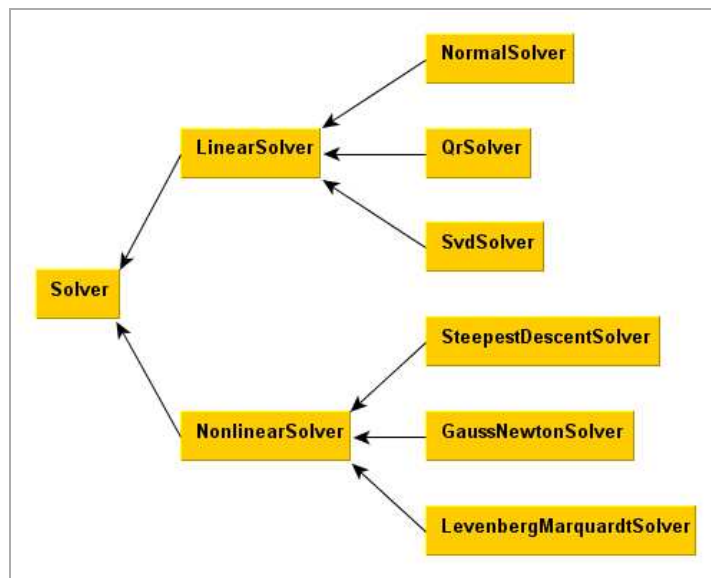 NormalSolver
LinearSolver
QrSolver
SvdSolver
Solver
SteepestDescentSolver
NonlinearSolver
GaussNewtonSolver
LevenbergMarquardtSolver